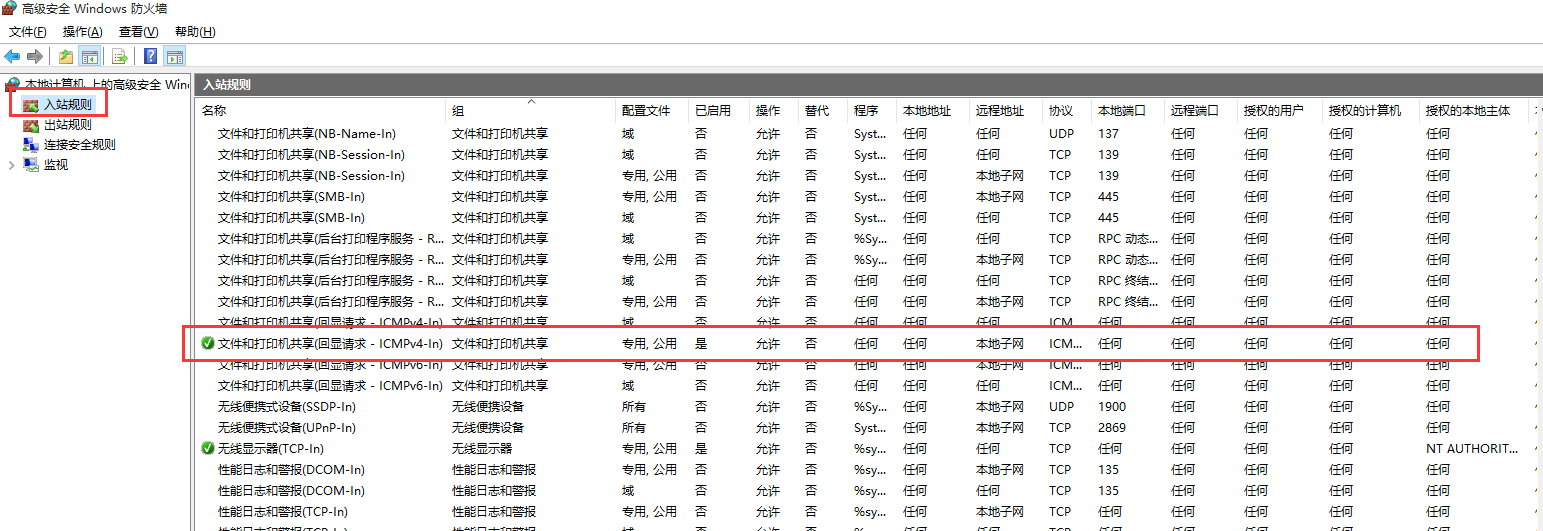 高级安全 Windows 防火墙
文件(F) 操作(A) 查看(V) 帮助(H)
本地计算机 上的高级安全 Win
入站规则
出站规则
连接安全规则
监视
入站规则
名称 组 配置文件 已启用 操作 替代 程序 本地地址 远程地址 协议 本地端口 远程端口 授权的用户 授权的计算机 授权的本地主体
文件和打印机共享(NB-Name-In) 文件和打印机共享 域 否 允许 否 Syst... 任何 任何 UDP 137 任何 任何 任何 任何
文件和打印机共享(NB-Session-In) 文件和打印机共享 域 否 允许 否 Syst... 任何 任何 TCP 139 任何 任何 任何 任何
文件和打印机共享(NB-Session-In) 文件和打印机共享 专用, 公用 否 允许 否 Syst... 任何 本地子网 TCP 139 任何 任何 任何 任何
文件和打印机共享(SMB-In) 文件和打印机共享 专用, 公用 否 允许 否 Syst... 任何 本地子网 TCP 445 任何 任何 任何 任何
文件和打印机共享(SMB-In) 文件和打印机共享 域 否 允许 否 Syst... 任何 任何 TCP 445 任何 任何 任何 任何
文件和打印机共享(后台打印程序服务 - R... 文件和打印机共享 域 否 允许 否 %Sy... 任何 任何 TCP RPC 动态... 任何 任何 任何 任何
文件和打印机共享(后台打印程序服务 - R... 文件和打印机共享 专用, 公用 否 允许 否 %Sy... 任何 本地子网 TCP RPC 动态... 任何 任何 任何 任何
文件和打印机共享(后台打印程序服务 - R... 文件和打印机共享 域 否 允许 否 任何 任何 任何 TCP RPC 终结... 任何 任何 任何 任何
文件和打印机共享(后台打印程序服务 - R... 文件和打印机共享 专用, 公用 否 允许 否 任何 任何 本地子网 TCP RPC 终结... 任何 任何 任何 任何
文件和打印机共享(回显请求 - ICMPv4-In) 文件和打印机共享 域 否 允许 否 任何 任何 任何 ICM 任何 任何 任何 任何 任何
文件和打印机共享(回显请求 - ICMPv4-In) 文件和打印机共享 专用, 公用 是 允许 否 任何 任何 本地子网 ICM... 任何 任何 任何 任何 任何
文件和打印机共享(回显请求 - ICMPv6-In) 文件和打印机共享 专用, 公用 否 允许 否 任何 任何 本地子网 ICM... 任何 任何 任何 任何 任何
文件和打印机共享(回显请求 - ICMPv6-In) 文件和打印机共享 域 否 允许 否 任何 任何 任何 ICM... 任何 任何 任何 任何 任何
无线便携式设备(SSDP-In) 无线便携设备 所有 否 允许 否 %Sy... 任何 本地子网 UDP 1900 任何 任何 任何 任何
无线便携式设备(UPnP-In) 无线便携设备 所有 否 允许 否 Syst... 任何 本地子网 TCP 2869 任何 任何 任何 任何
无线显示器(TCP-In) 无线显示器 专用, 公用 是 允许 否 %sy... 任何 任何 TCP 任何 任何 任何 任何 NT AUTHORIT...
性能日志和警报(DCOM-In) 性能日志和警报 专用, 公用 否 允许 否 %sy... 任何 本地子网 TCP 135 任何 任何 任何 任何
性能日志和警报(DCOM-In) 性能日志和警报 域 否 允许 否 %sy... 任何 任何 TCP 135 任何 任何 任何 任何
性能日志和警报(TCP-In) 性能日志和警报 专用, 公用 否 允许 否 %sy... 任何 本地子网 TCP 任何 任何 任何 任何 任何
性能日志和警报(TCP-In) 性能日志和警报 域 否 允许 否 %sy... 任何 任何 TCP 任何 任何 任何 任何 任何